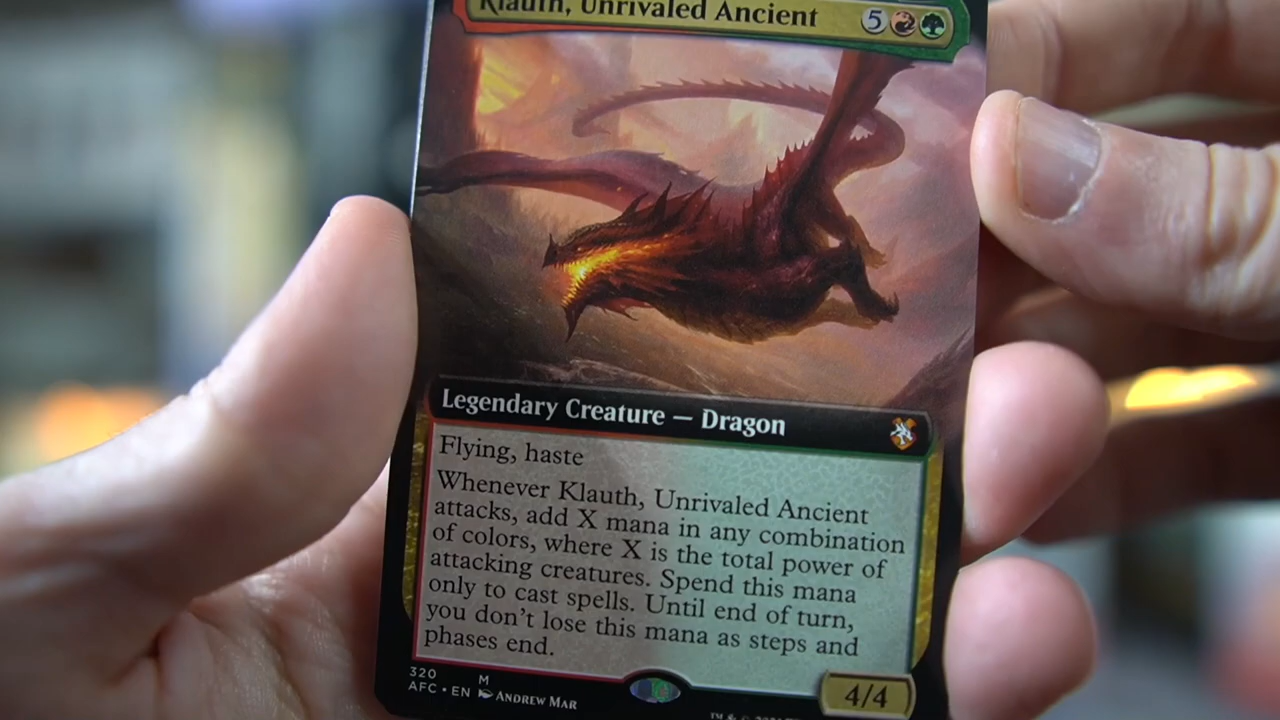 Klauth, Unrivaled Ancient 5
Legendary Creature — Dragon
Flying, haste
Whenever Klauth, Unrivaled Ancient
attacks, add X mana in any combination
of colors, where X is the total power of
attacking creatures. Spend this mana
only to cast spells. Until end of turn,
you don't lose this mana as steps and
phases end.
320 M
AFC • EN ANDREW MAR
4/4